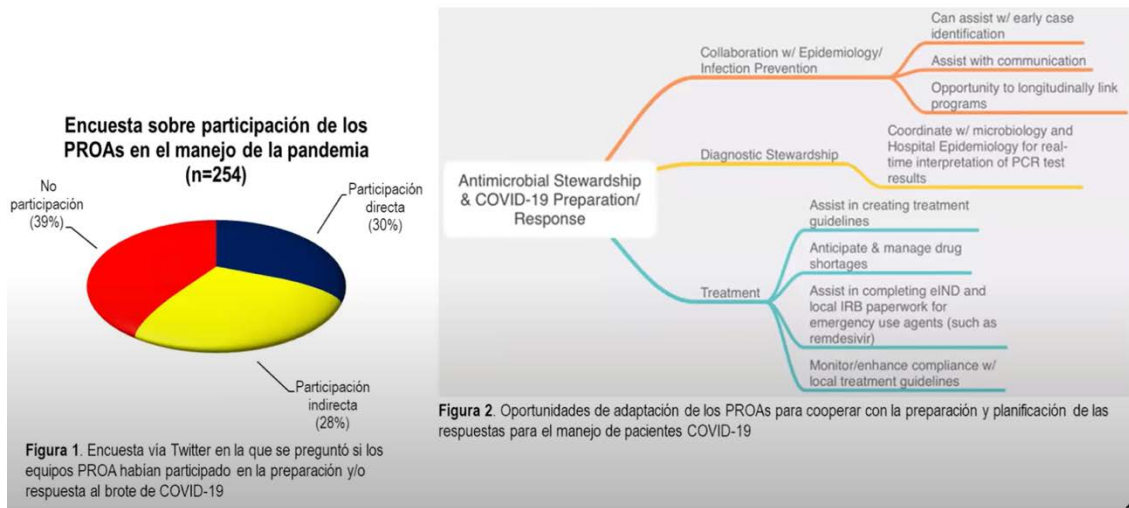 Encuesta sobre participación de los
PROAs en el manejo de la pandemia
(n=254)
No
participación
(39%)
Participación
directa
(30%)
Participación
indirecta
(28%)
Figura 1. Encuesta vía Twitter en la que se preguntó si los
equipos PROA habían participado en la preparación y/o
respuesta al brote de COVID-19
Antimicrobial Stewardship
& COVID-19 Preparation/
Response
Collaboration w/ Epidemiology/
Infection Prevention
Can assist w/ early case
identification
Assist with communication
Opportunity to longitudinally link
programs
Diagnostic Stewardship
Coordinate w/ microbiology and
Hospital Epidemiology for real-
time interpretation of PCR test
results
Treatment
Assist in creating treatment
guidelines
Anticipate & manage drug
shortages
Assist in completing eIND and
local IRB paperwork for
emergency use agents (such as
remdesivir)
Monitor/enhance compliance w/
local treatment guidelines
Figura 2. Oportunidades de adaptación de los PROAs para cooperar con la preparación y planificación de las
respuestas para el manejo de pacientes COVID-19